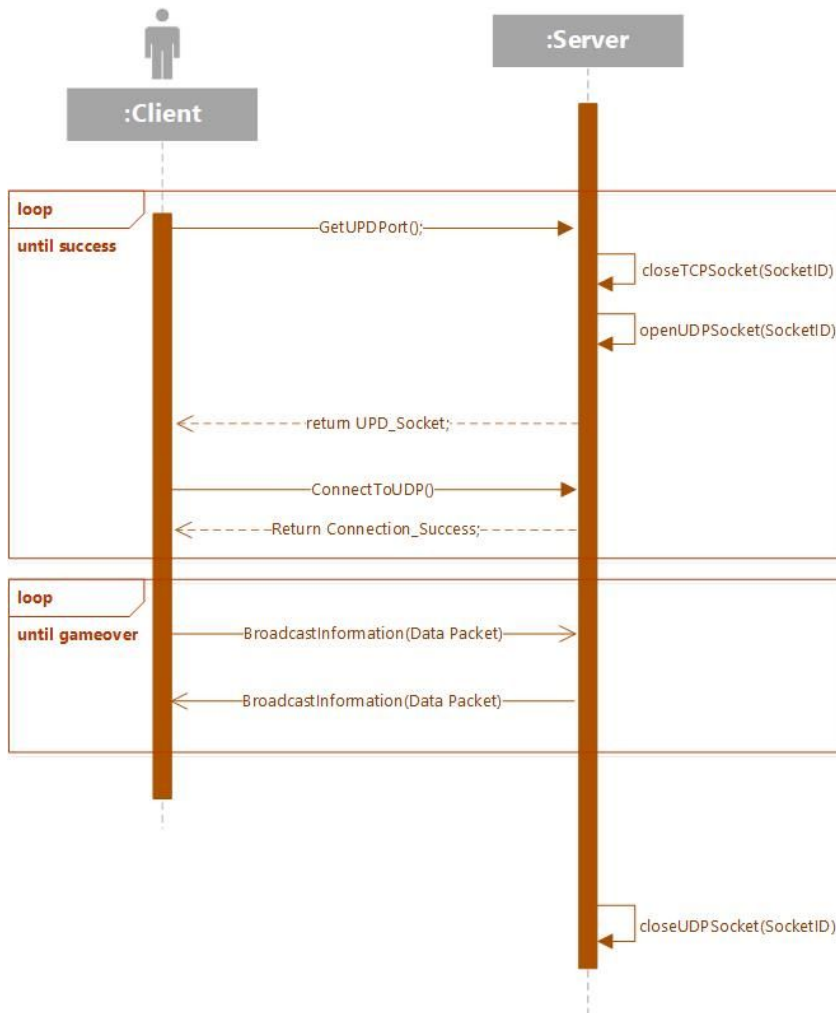 :Server
:Client
loop
until success
GetUPDPort();
closeTCPSocket(SocketID)
openUDPSocket(SocketID)
return UPD_Socket;
ConnectToUDP()
Return Connection_Success;
loop
until gameover
BroadcastInformation(Data Packet)
BroadcastInformation(Data Packet)
closeUDPSocket(SocketID)